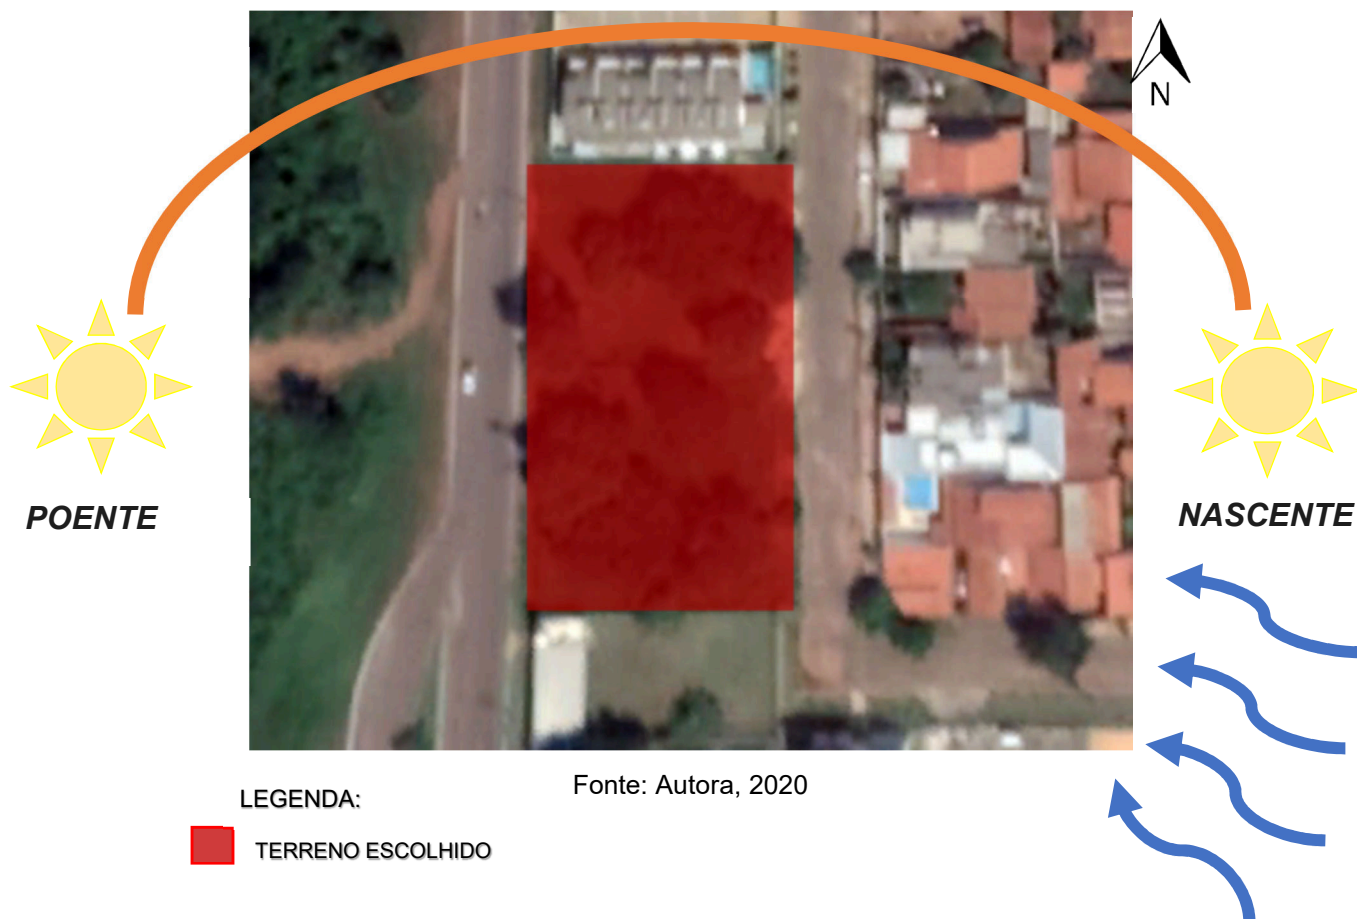 N
POENTE
NASCENTE
Fonte: Autora, 2020
LEGENDA:
TERRENO ESCOLHIDO